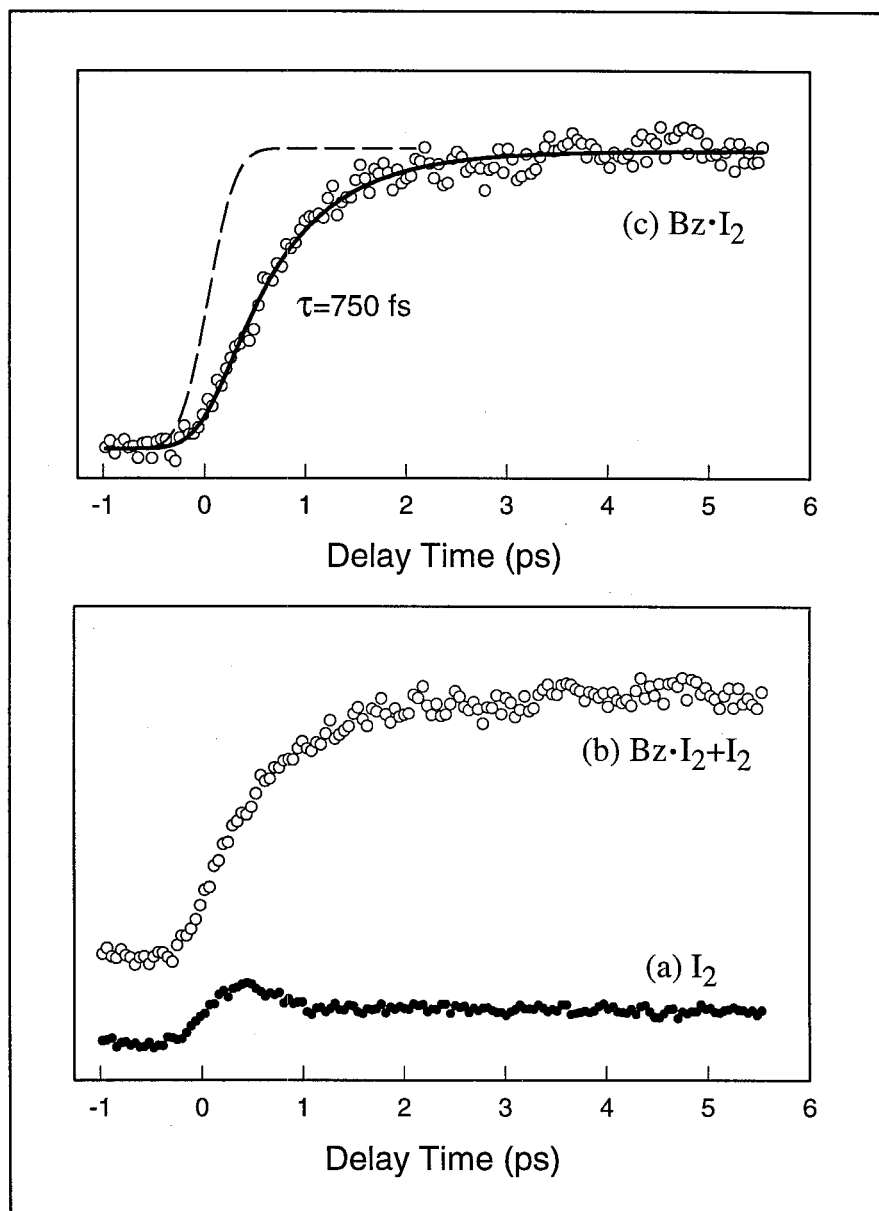 (c) Bz·I₂
τ=750 fs
-1 0 1 2 3 4 5 6
Delay Time (ps)
(b) Bz·I₂+I₂
(a) I₂
-1 0 1 2 3 4 5 6
Delay Time (ps)